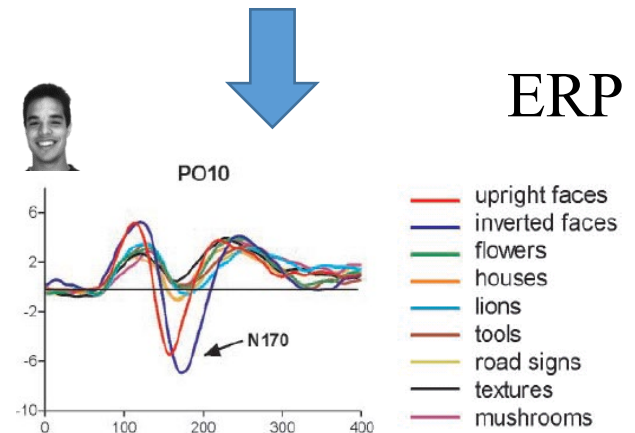 ERP
PO10
6
2
-2
-6
-10
0 100 200 300 400
N170
upright faces
inverted faces
flowers
houses
lions
tools
road signs
textures
mushrooms